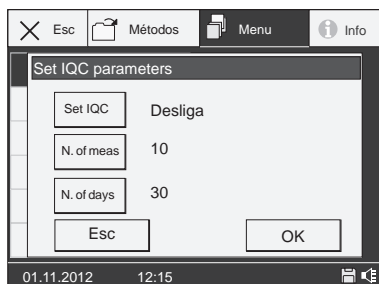 Esc Métodos Menu Info
Set IQC parameters
Set IQC Desliga
N. of meas 10
N. of days 30
Esc OK
01.11.2012 12:15